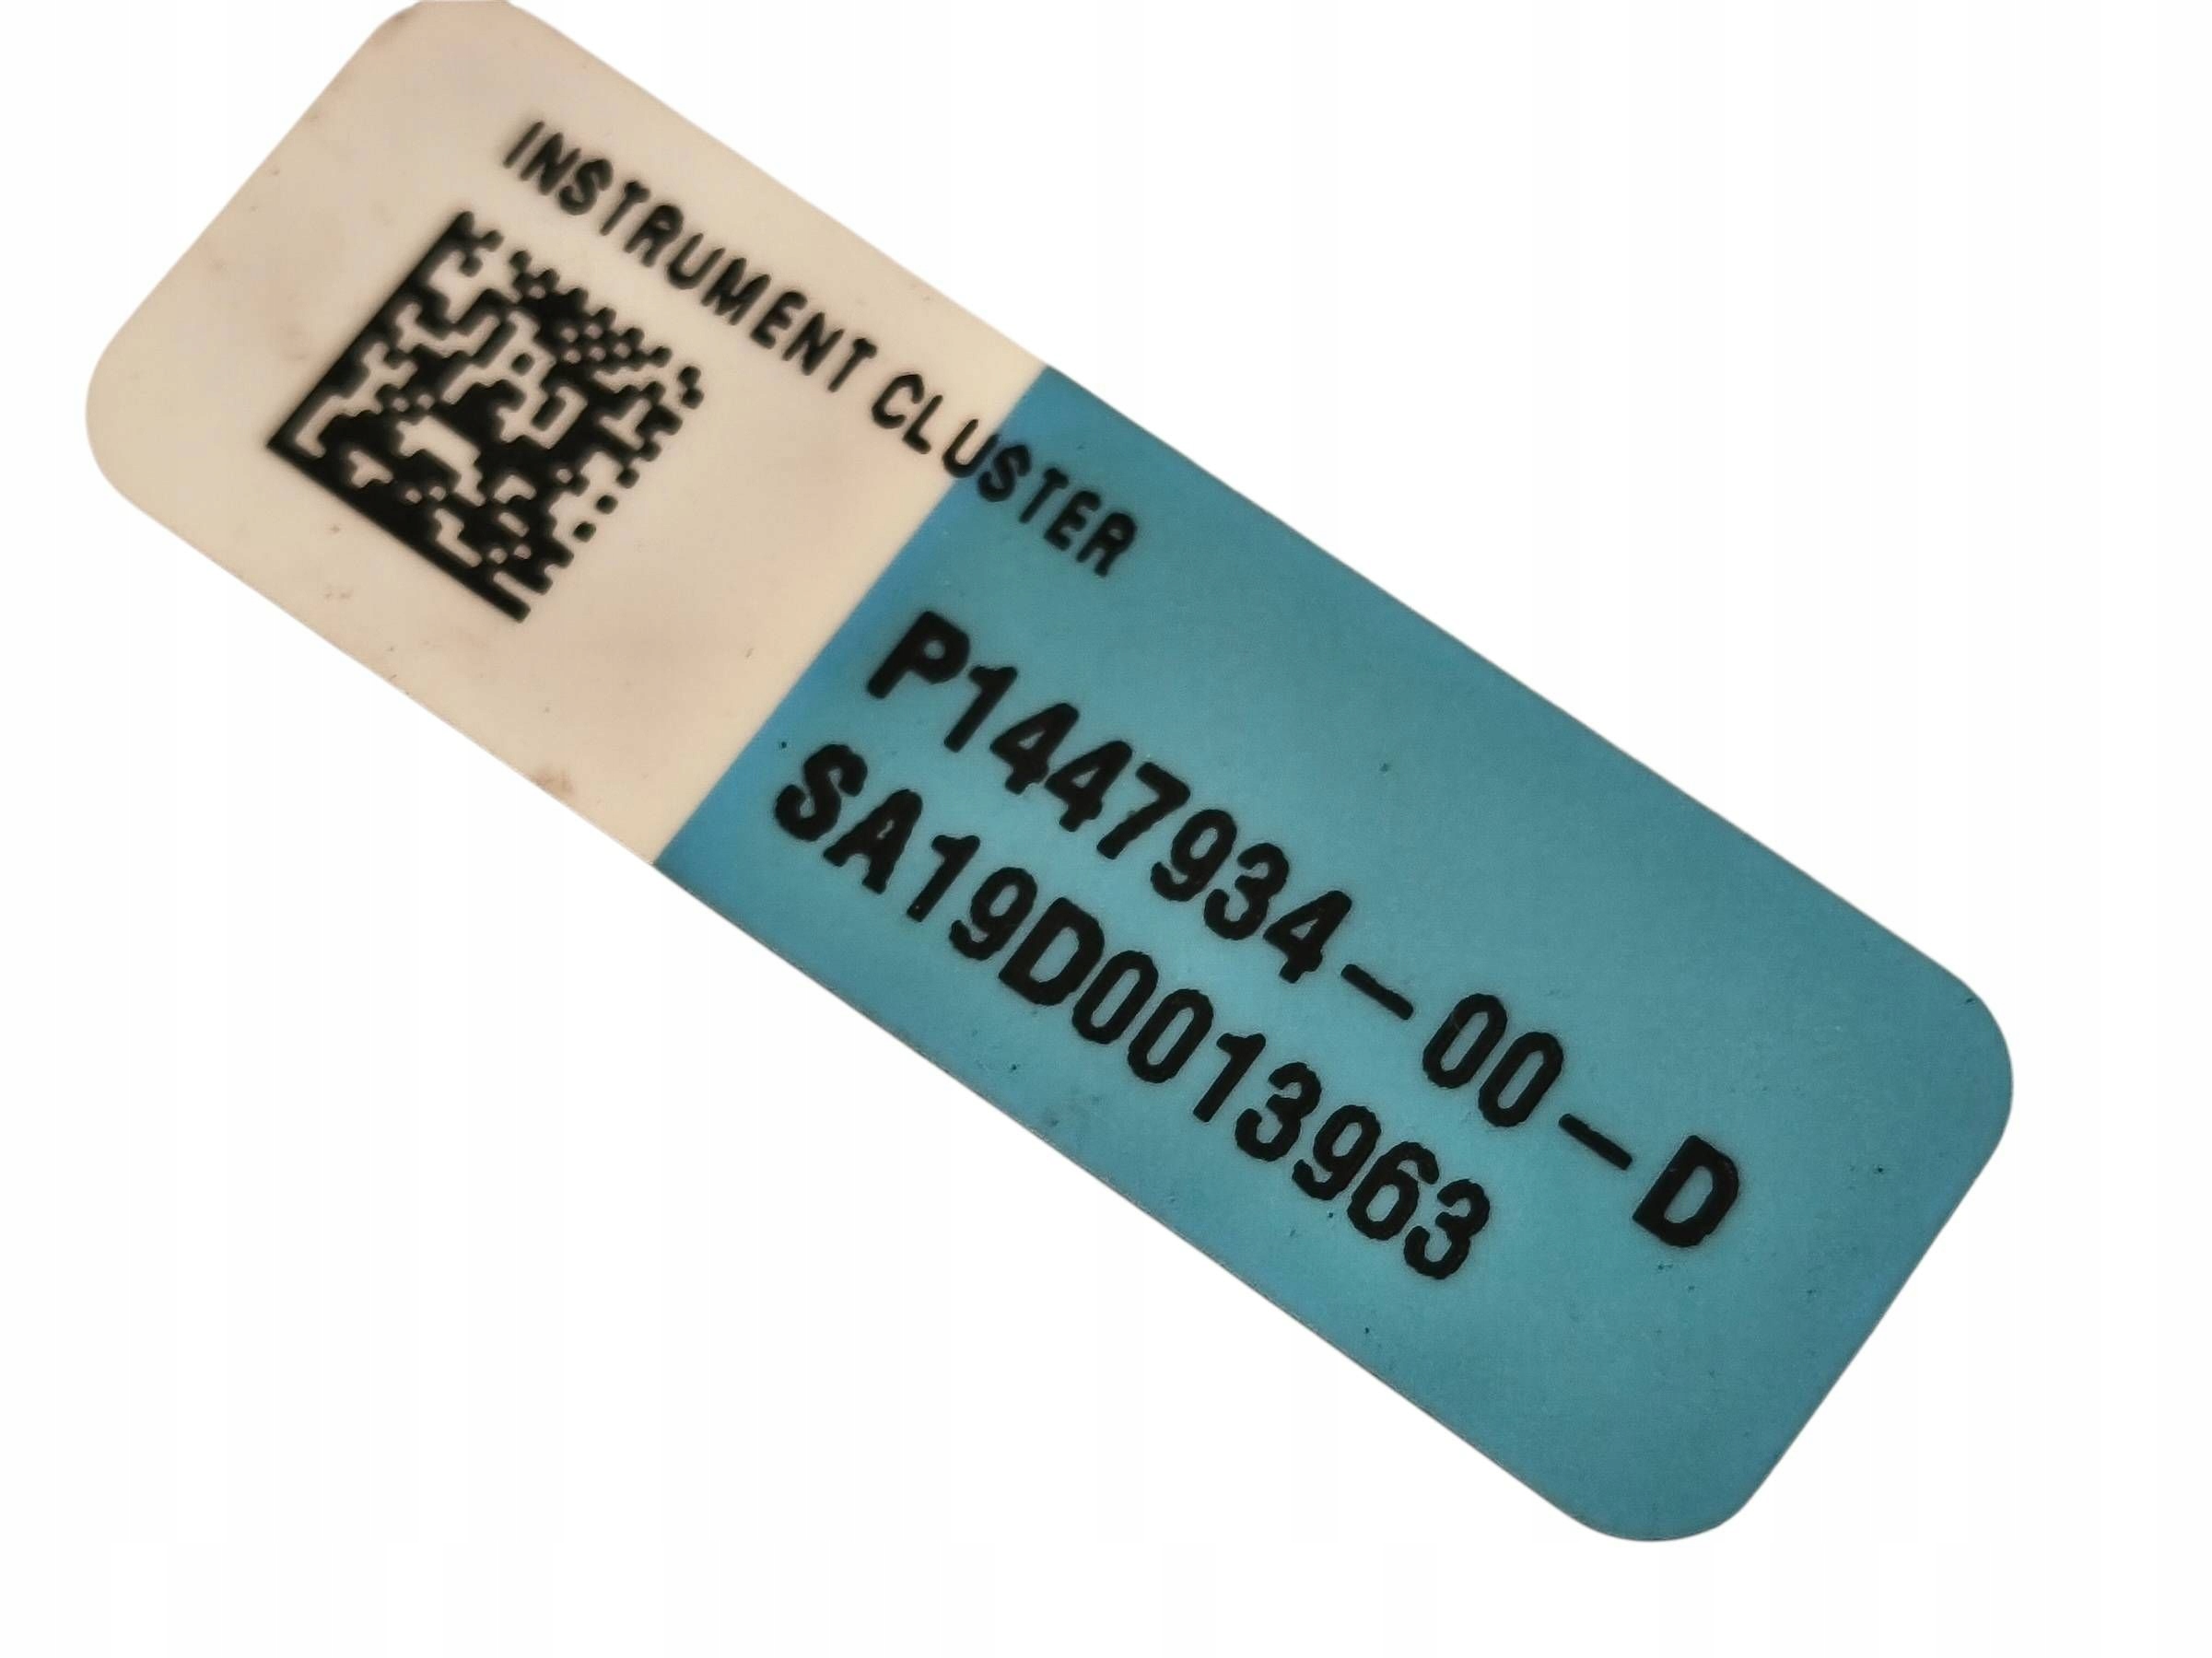 INSTRUMENT CLUSTER
P1447934-00-D
SA19D0013963